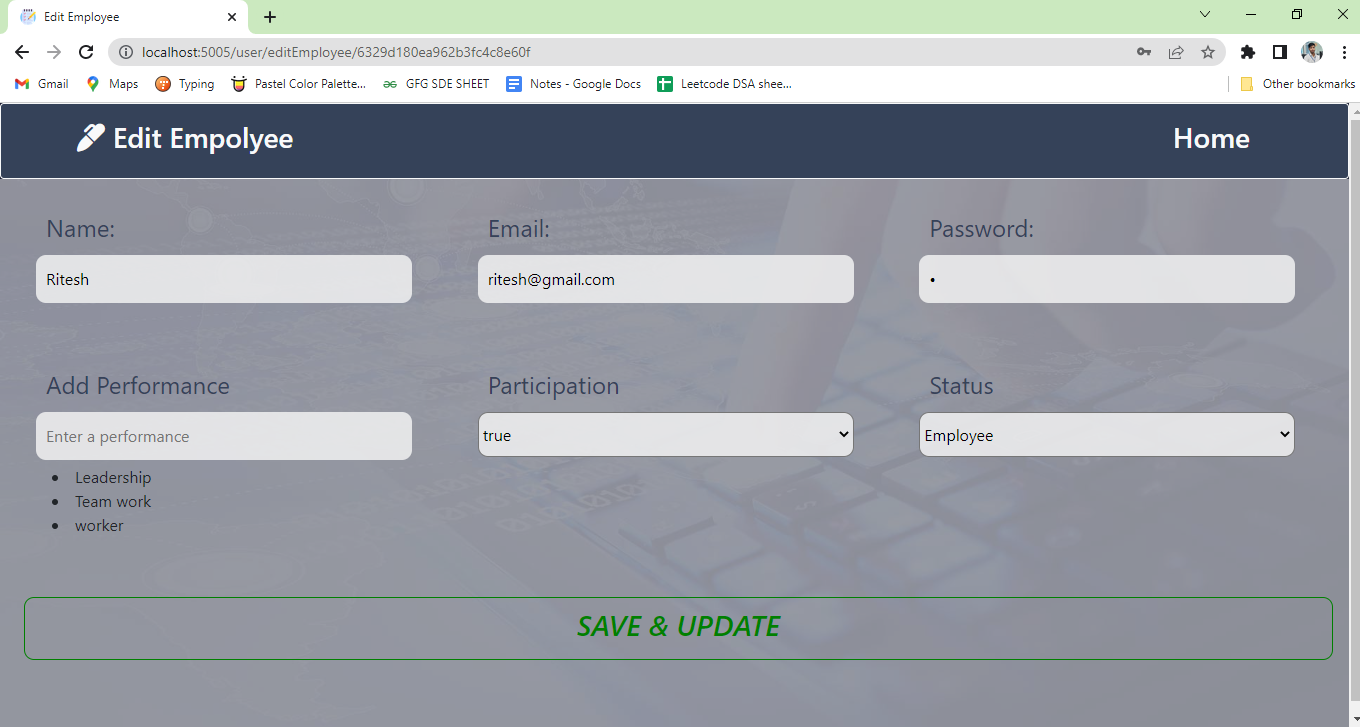 Edit Employee
localhost:5005/user/editEmployee/6329d180ea962b3fc4c8e60f
Gmail Maps Typing Pastel Color Palette... GFG SDE SHEET Notes - Google Docs Leetcode DSA shee... Other bookmarks
Edit Empolyee Home
Name: Email: Password:
Ritesh ritesh@gmail.com •
Add Performance Participation Status
Enter a performance true Employee
• Leadership
• Team work
• worker
SAVE & UPDATE